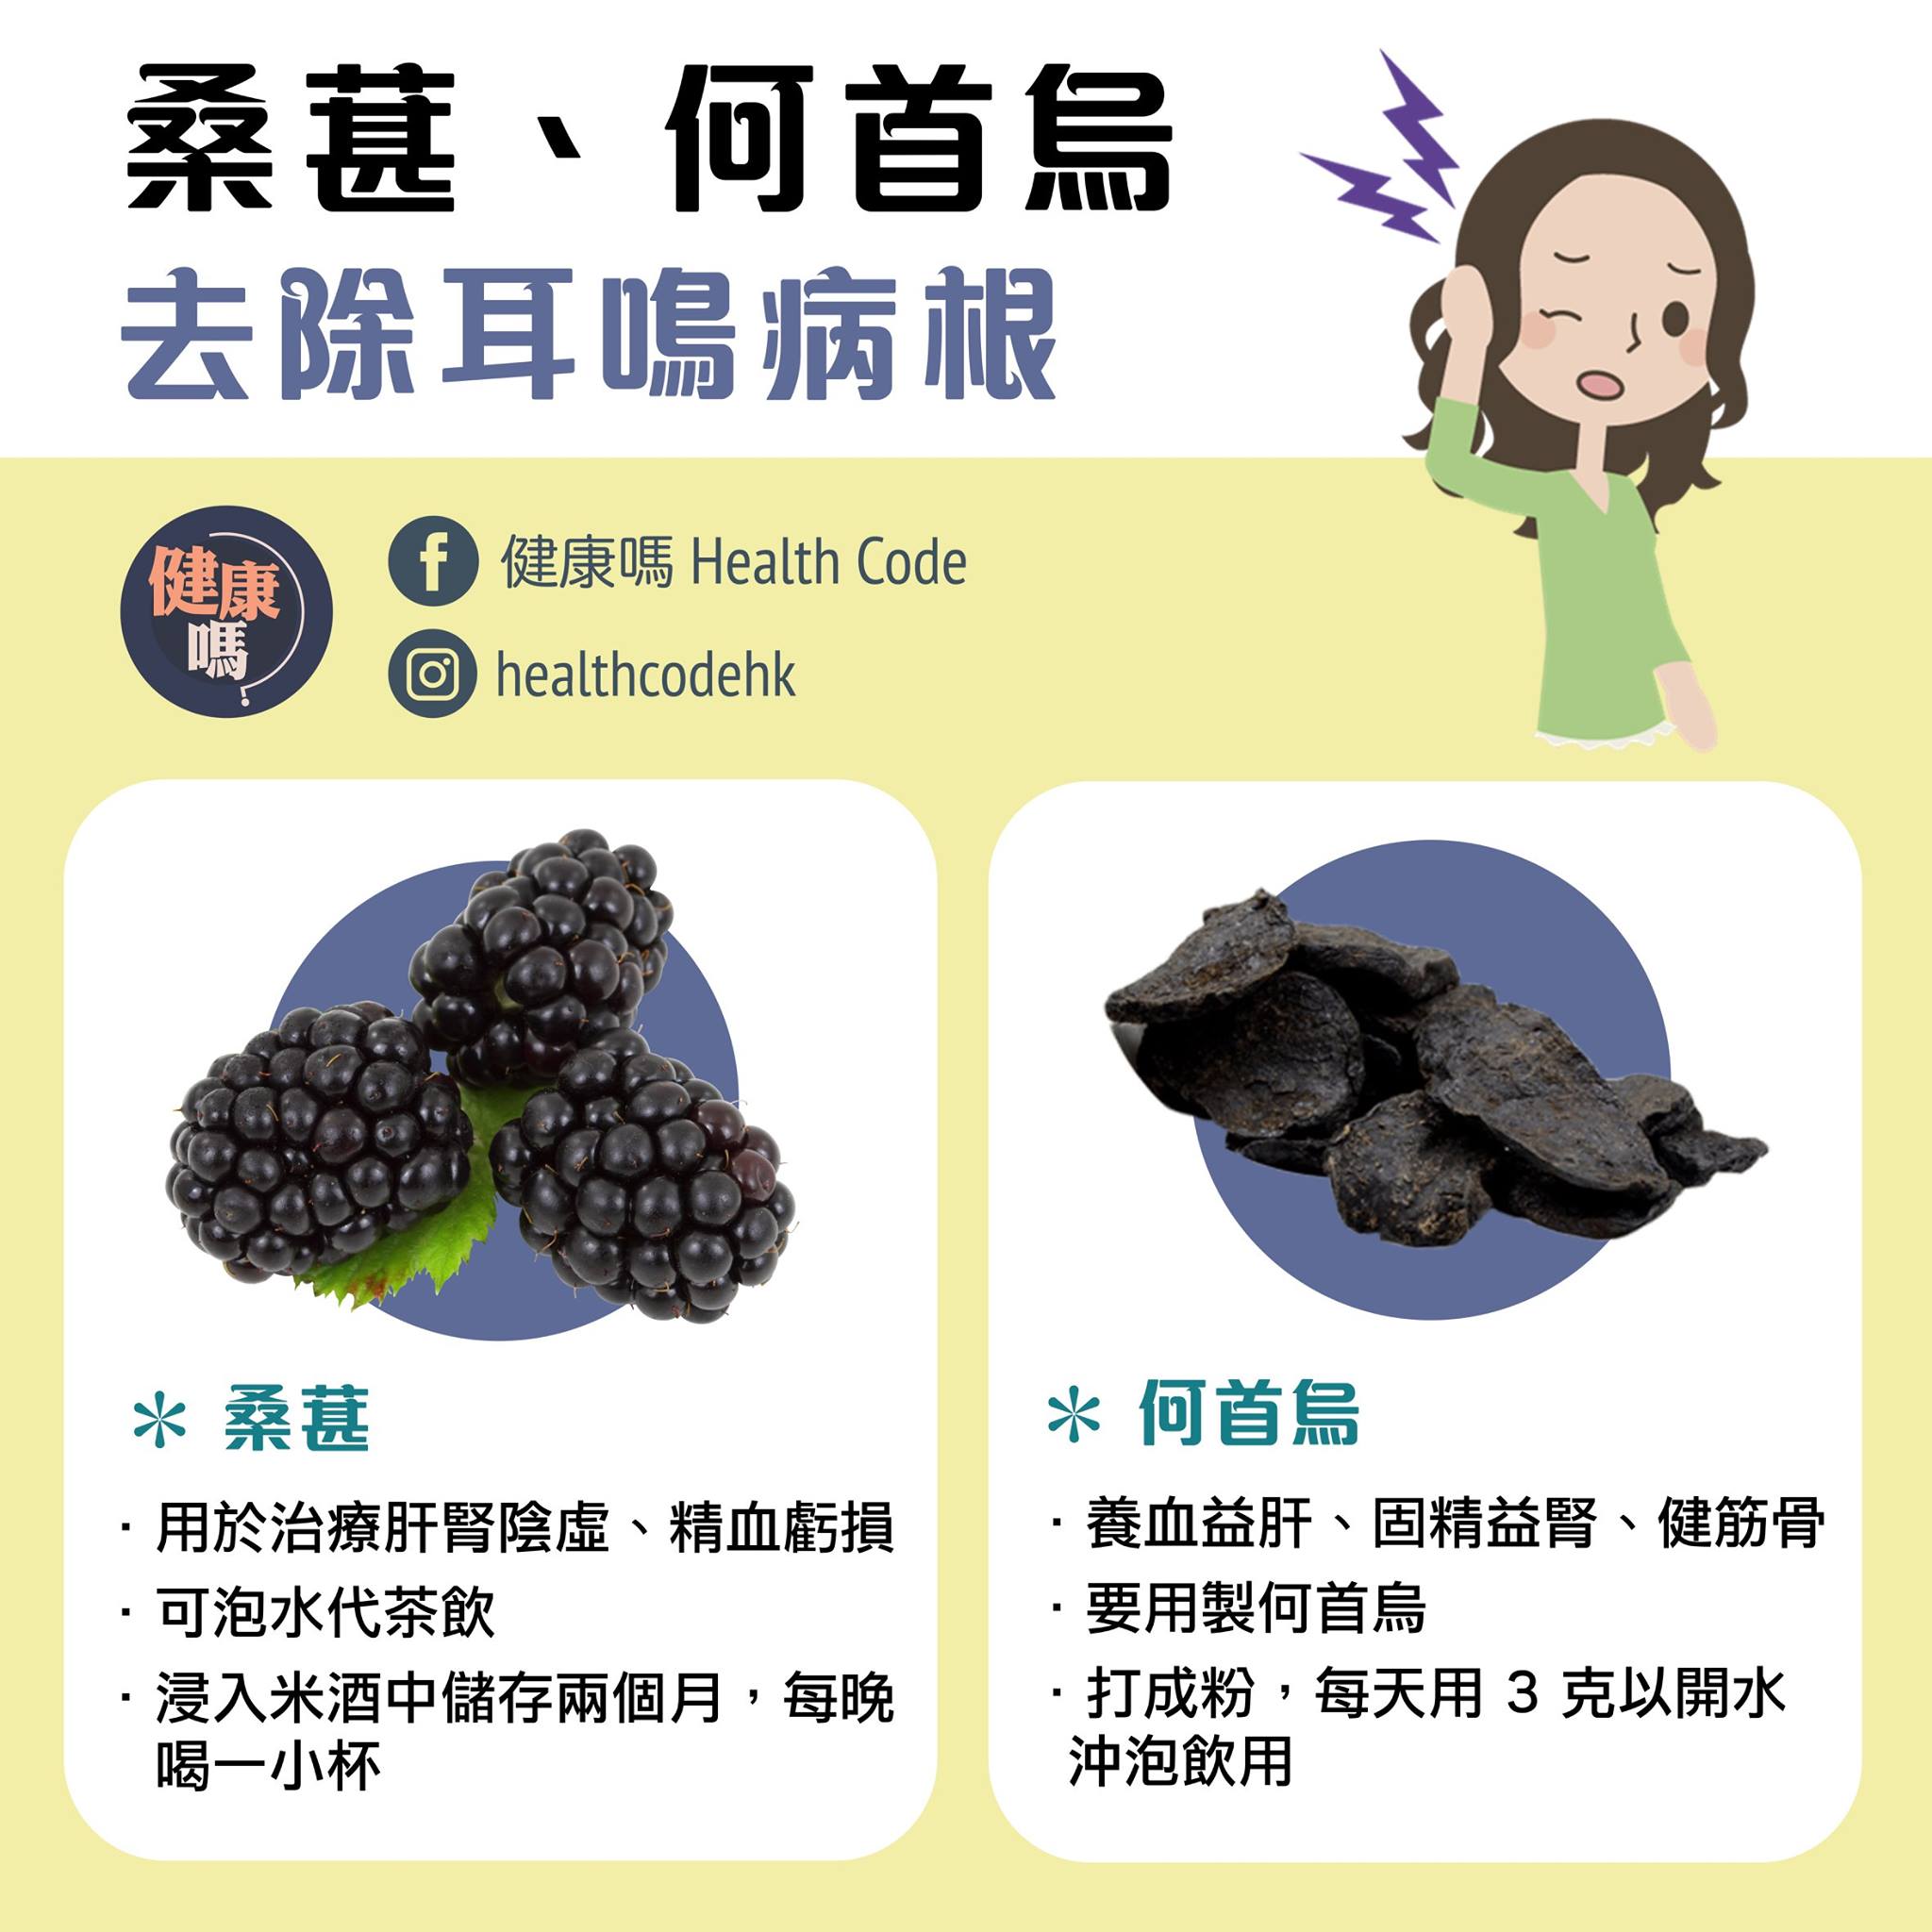 桑葚、何首烏
去除耳鳴病根
健康
嗎
健康嗎 Health Code
healthcodehk
* 桑葚
· 用於治療肝腎陰虛、精血虧損
· 可泡水代茶飲
· 浸入米酒中儲存兩個月，每晚
喝一小杯
* 何首烏
· 養血益肝、固精益腎、健筋骨
· 要用製何首烏
· 打成粉，每天用 3 克以開水
沖泡飲用